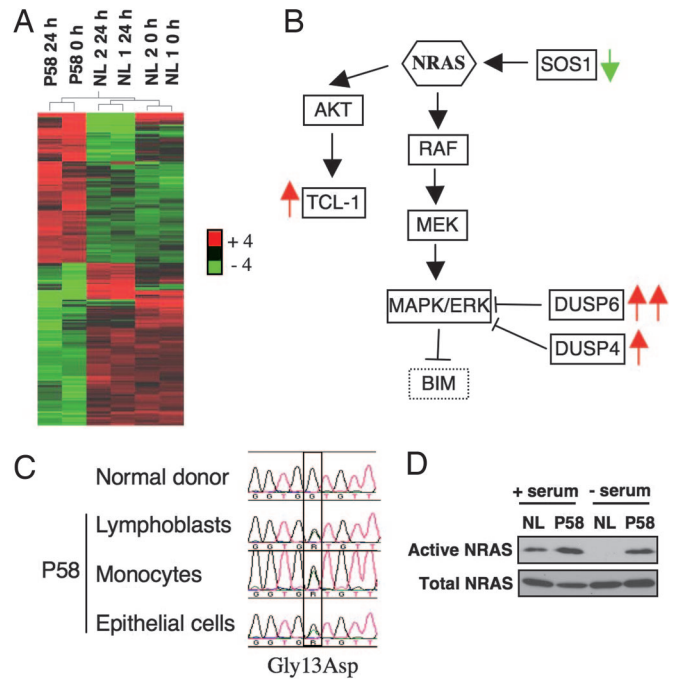 A
P58 24 h
P58 0 h
NL 2 24 h
NL 1 24 h
NL 2 0 h
NL 1 0 h
+ 4
- 4
B
NRAS
SOS1
AKT
RAF
TCL-1
MEK
MAPK/ERK
DUSP6
DUSP4
BIM
C
Normal donor
G G T G G T G T T
P58
Lymphoblasts
G G T G R T G T T
Monocytes
G G T G R T G T T
Epithelial cells
G G T G R T G T T
Gly13Asp
D
+ serum - serum
NL P58 NL P58
Active NRAS
Total NRAS